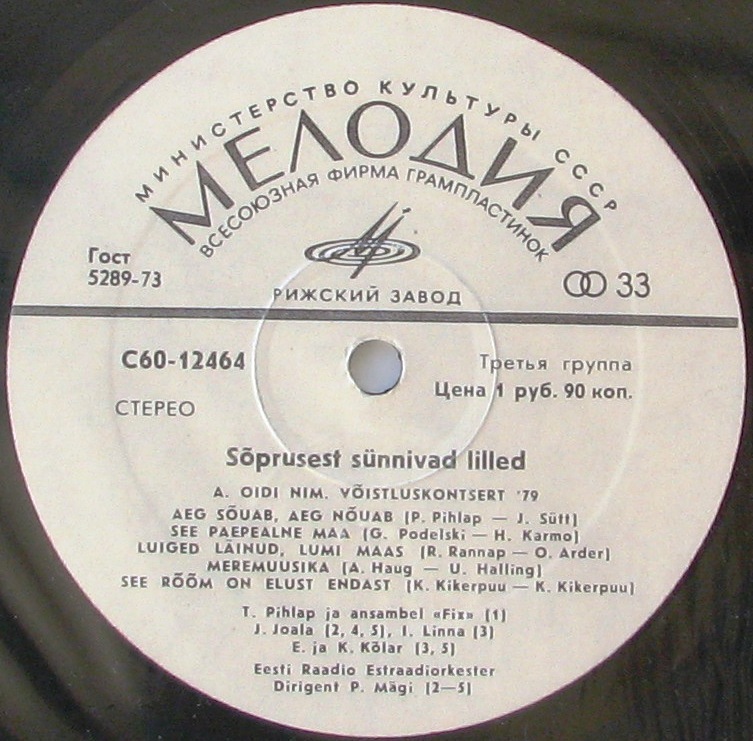 МИНИСТЕРСТВО КУЛЬТУРЫ СССР
МЕЛОДИЯ
ВСЕСОЮЗНАЯ ФИРМА ГРАМПЛАСТИНОК
Гост
5289-73
33
РИЖСКИЙ ЗАВОД
С60-12464
Третья группа
Цена 1 руб. 90 коп.
СТЕРЕО
Sõprusest sünnivad lilled
A. OIDI NIM. VÕISTLUSKONTSERT '79
AEG SÕUAB, AEG NÕUAB (P. Pihlap — J. Sütt)
SEE PAEPEALNE MAA (G. Podelski — H. Karmo)
LUIGED LÄINUD, LUMI MAAS (R. Rannap — O. Arder)
MEREMUUSIKA (A. Haug — U. Halling)
SEE RÕÕM ON ELUST ENDAST (K. Kikerpuu — K. Kikerpuu)
T. Pihlap ja ansambel «Fix» (1)
J. Joala (2, 4, 5), I. Linna (3)
E. ja K. Kõlar (3, 5)
Eesti Raadio Estraadiorkester
Dirigent P. Mägi (2—5)